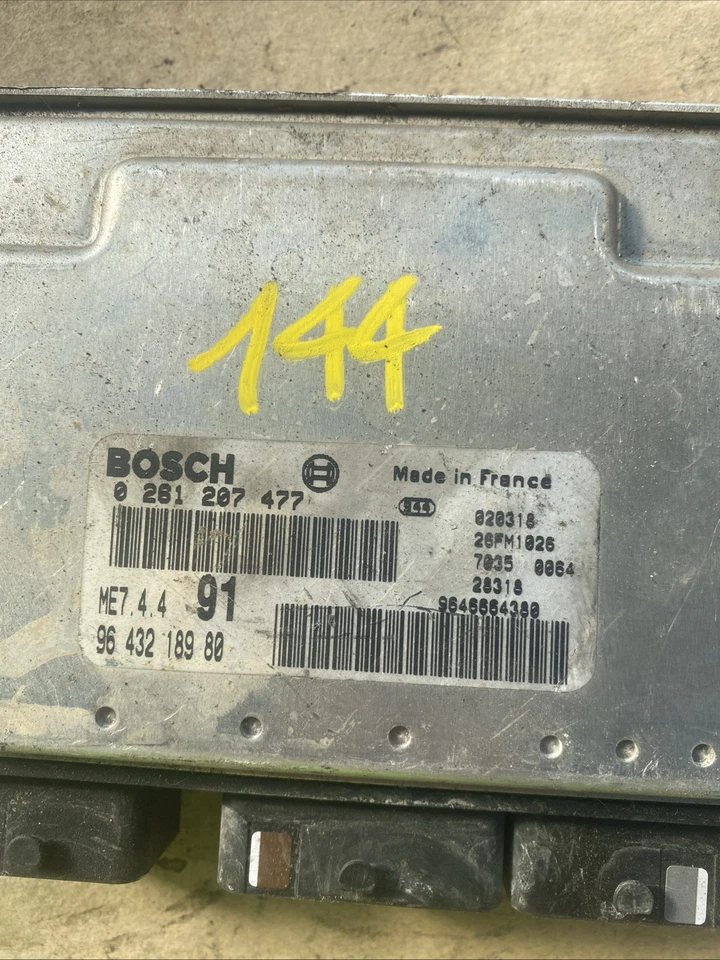 144
BOSCH
Made in France
0 261 207 477
020318
26FM1026
7035 0064
28318
ME7.4.4 91
9646664380
96 432 189 80